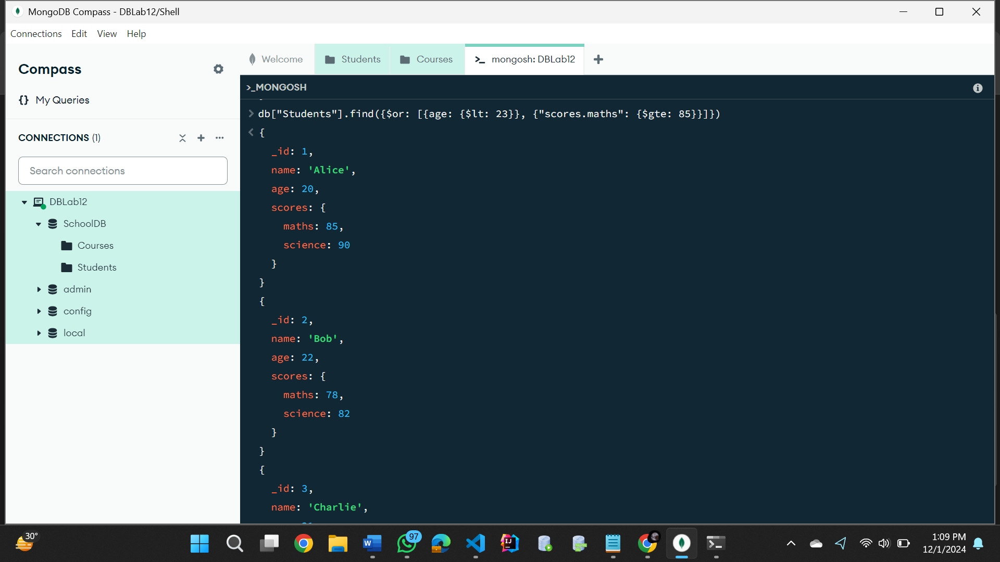 MongoDB Compass - DBLab12/Shell
Connections Edit View Help
Compass
My Queries
CONNECTIONS (1)
Search connections
DBLab12
SchoolDB
Courses
Students
admin
config
local
Welcome Students Courses mongosh: DBLab12
>_MONGOSH
db["Students"].find({$or: [{age: {$lt: 23}}, {"scores.maths": {$gte: 85}}]})
{
_id: 1,
name: 'Alice',
age: 20,
scores: {
maths: 85,
science: 90
}
}
{
_id: 2,
name: 'Bob',
age: 22,
scores: {
maths: 78,
science: 82
}
}
{
_id: 3,
name: 'Charlie',
30°
97
1:09 PM
12/1/2024